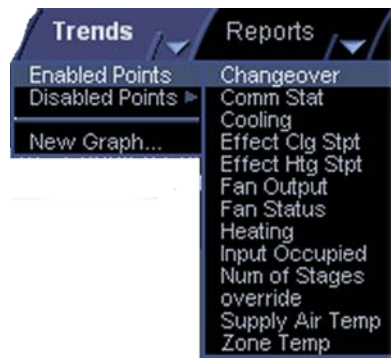 Trends
Reports
Enabled Points
Disabled Points
New Graph...
Changeover
Comm Stat
Cooling
Effect Clg Stpt
Effect Htg Stpt
Fan Output
Fan Status
Heating
Input Occupied
Num of Stages
override
Supply Air Temp
Zone Temp